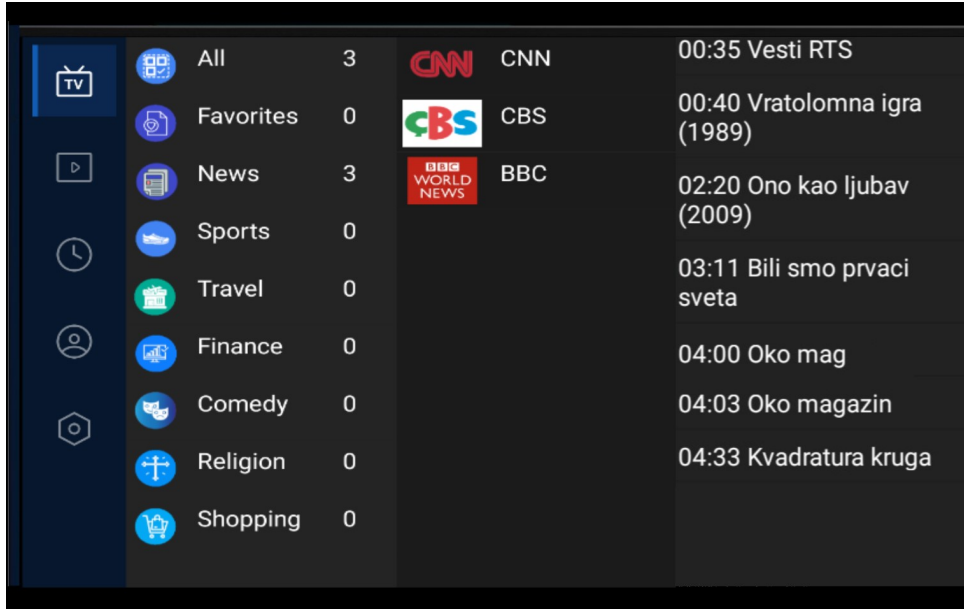 TV
All 3
Favorites 0
News 3
Sports 0
Travel 0
Finance 0
Comedy 0
Religion 0
Shopping 0
CNN CNN
ÇBS CBS
BBC
WORLD
NEWS
BBC
00:35 Vesti RTS
00:40 Vratolomna igra
(1989)
02:20 Ono kao ljubav
(2009)
03:11 Bili smo prvaci
sveta
04:00 Oko mag
04:03 Oko magazin
04:33 Kvadratura kruga